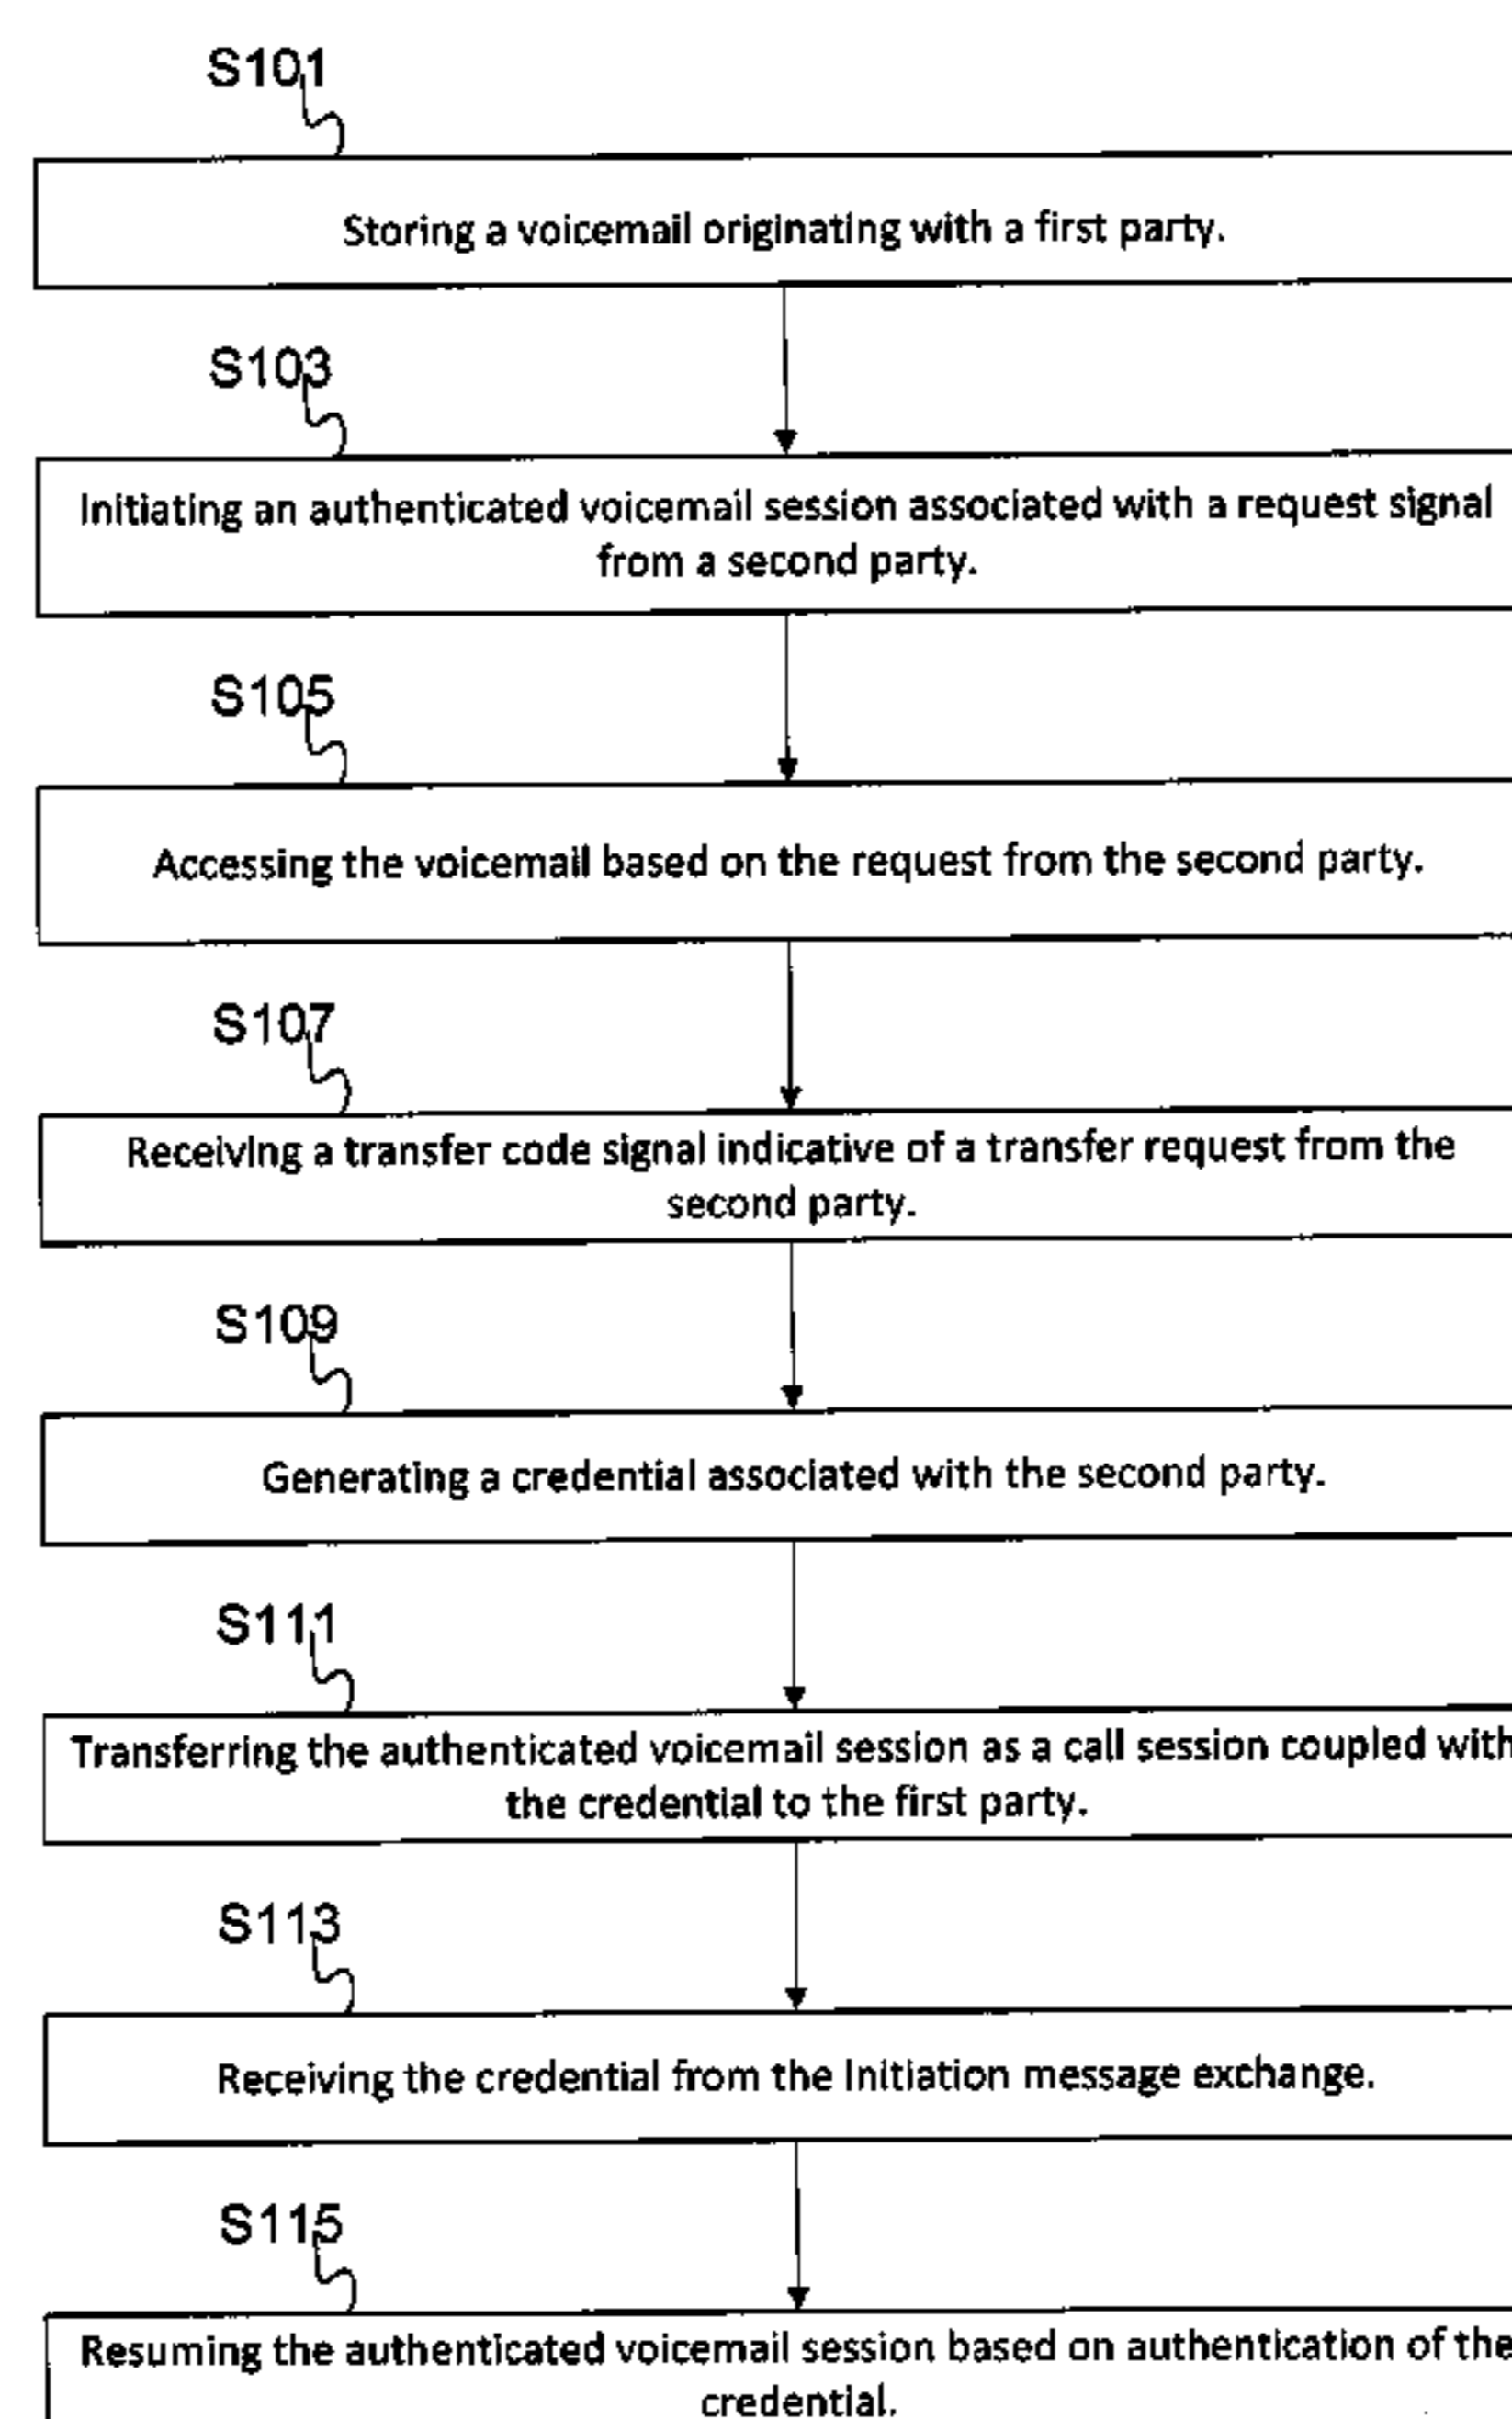 S101
Storing a voicemail originating with a first party.
S103
Initiating an authenticated voicemail session associated with a request signal
from a second party.
S105
Accessing the voicemail based on the request from the second party.
S107
Receiving a transfer code signal indicative of a transfer request from the
second party.
S109
Generating a credential associated with the second party.
S111
Transferring the authenticated voicemail session as a call session coupled with
the credential to the first party.
S113
Receiving the credential from the Initiation message exchange.
S115
Resuming the authenticated voicemail session based on authentication of the
credential.